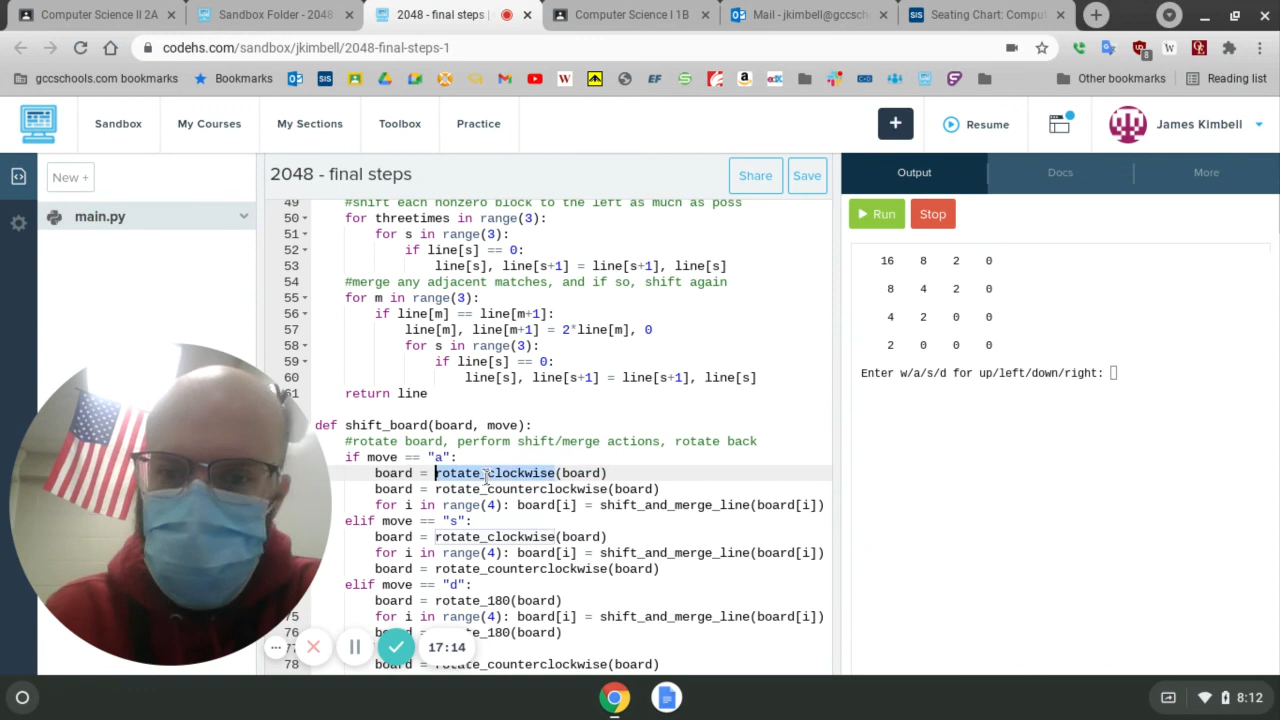 Computer Science II 2A
Sandbox Folder - 2048
2048 - final steps
Computer Science I 1B
Mail - jkimbell@gccsch
Seating Chart: Comput
codehs.com/sandbox/jkimbell/2048-final-steps-1
8
gccschools.com bookmarks
Bookmarks
SIS
EF
edX
Other bookmarks
Reading list
Sandbox
My Courses
My Sections
Toolbox
Practice
+
Resume
James Kimbell
New +
2048 - final steps
Share
Save
Output
Docs
More
main.py
Run
Stop
49 #shift each nonzero block to the left as much as poss
50 for threetimes in range(3):
51 for s in range(3):
52 if line[s] == 0:
53 line[s], line[s+1] = line[s+1], line[s]
54 #merge any adjacent matches, and if so, shift again
55 for m in range(3):
56 if line[m] == line[m+1]:
57 line[m], line[m+1] = 2*line[m], 0
58 for s in range(3):
59 if line[s] == 0:
60 line[s], line[s+1] = line[s+1], line[s]
61 return line
def shift_board(board, move):
#rotate board, perform shift/merge actions, rotate back
if move == "a":
board = rotate_clockwise(board)
board = rotate_counterclockwise(board)
for i in range(4): board[i] = shift_and_merge_line(board[i])
elif move == "s":
board = rotate_clockwise(board)
for i in range(4): board[i] = shift_and_merge_line(board[i])
board = rotate_counterclockwise(board)
elif move == "d":
board = rotate_180(board)
75 for i in range(4): board[i] = shift_and_merge_line(board[i])
76 board = rotate_180(board)
78 board = rotate_counterclockwise(board)
16 8 2 0
8 4 2 0
4 2 0 0
2 0 0 0
Enter w/a/s/d for up/left/down/right:
17:14
8:12